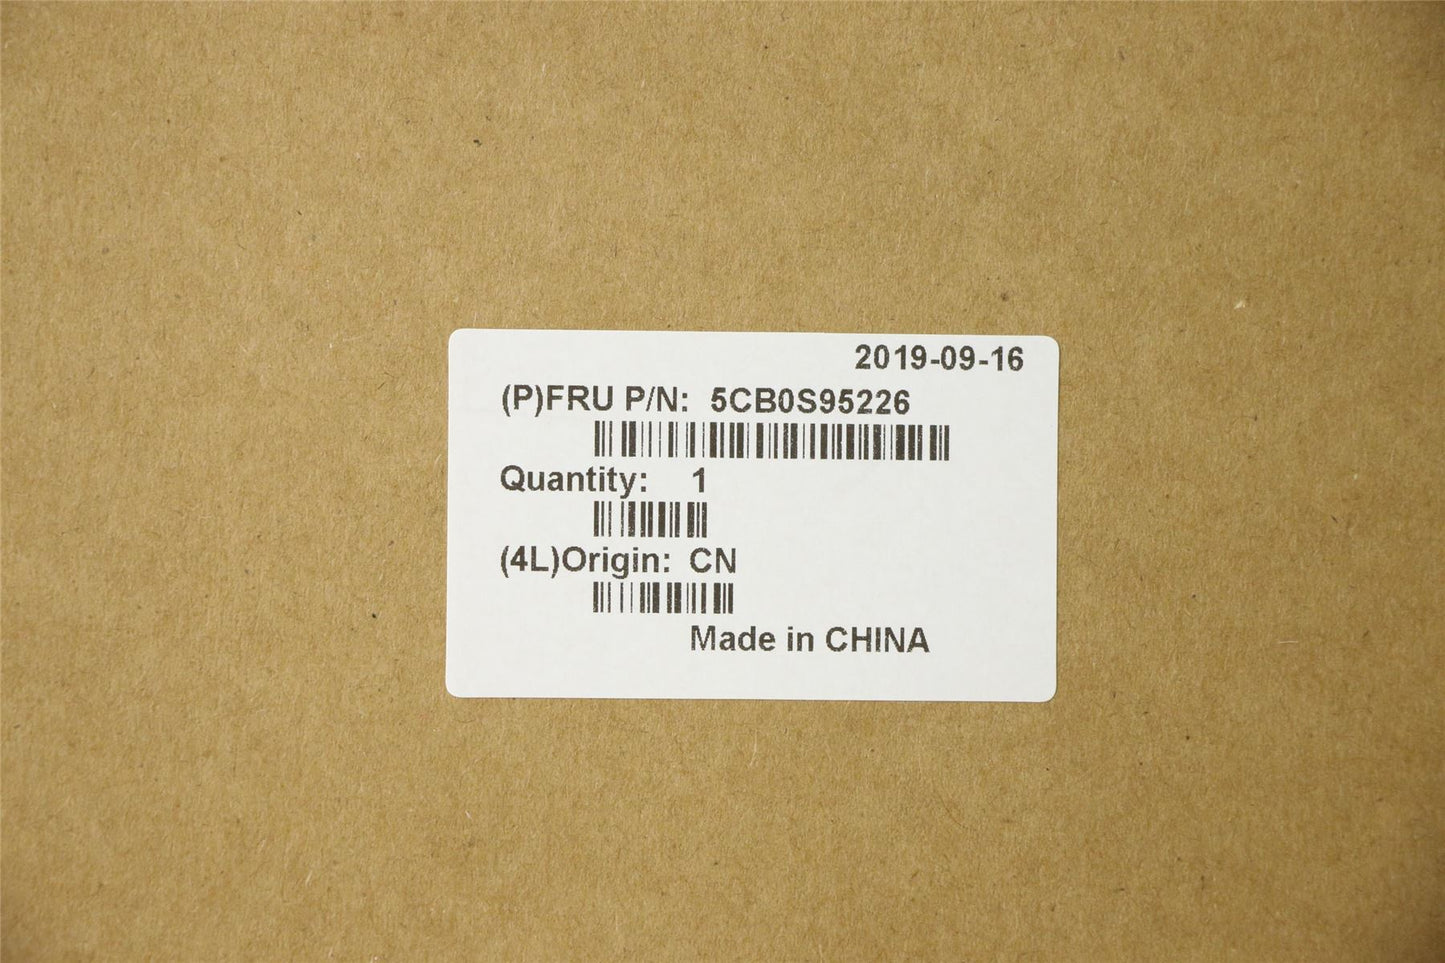 2019-09-16
(P)FRU P/N: 5CB0S95226
Quantity: 1
(4L)Origin: CN
Made in CHINA